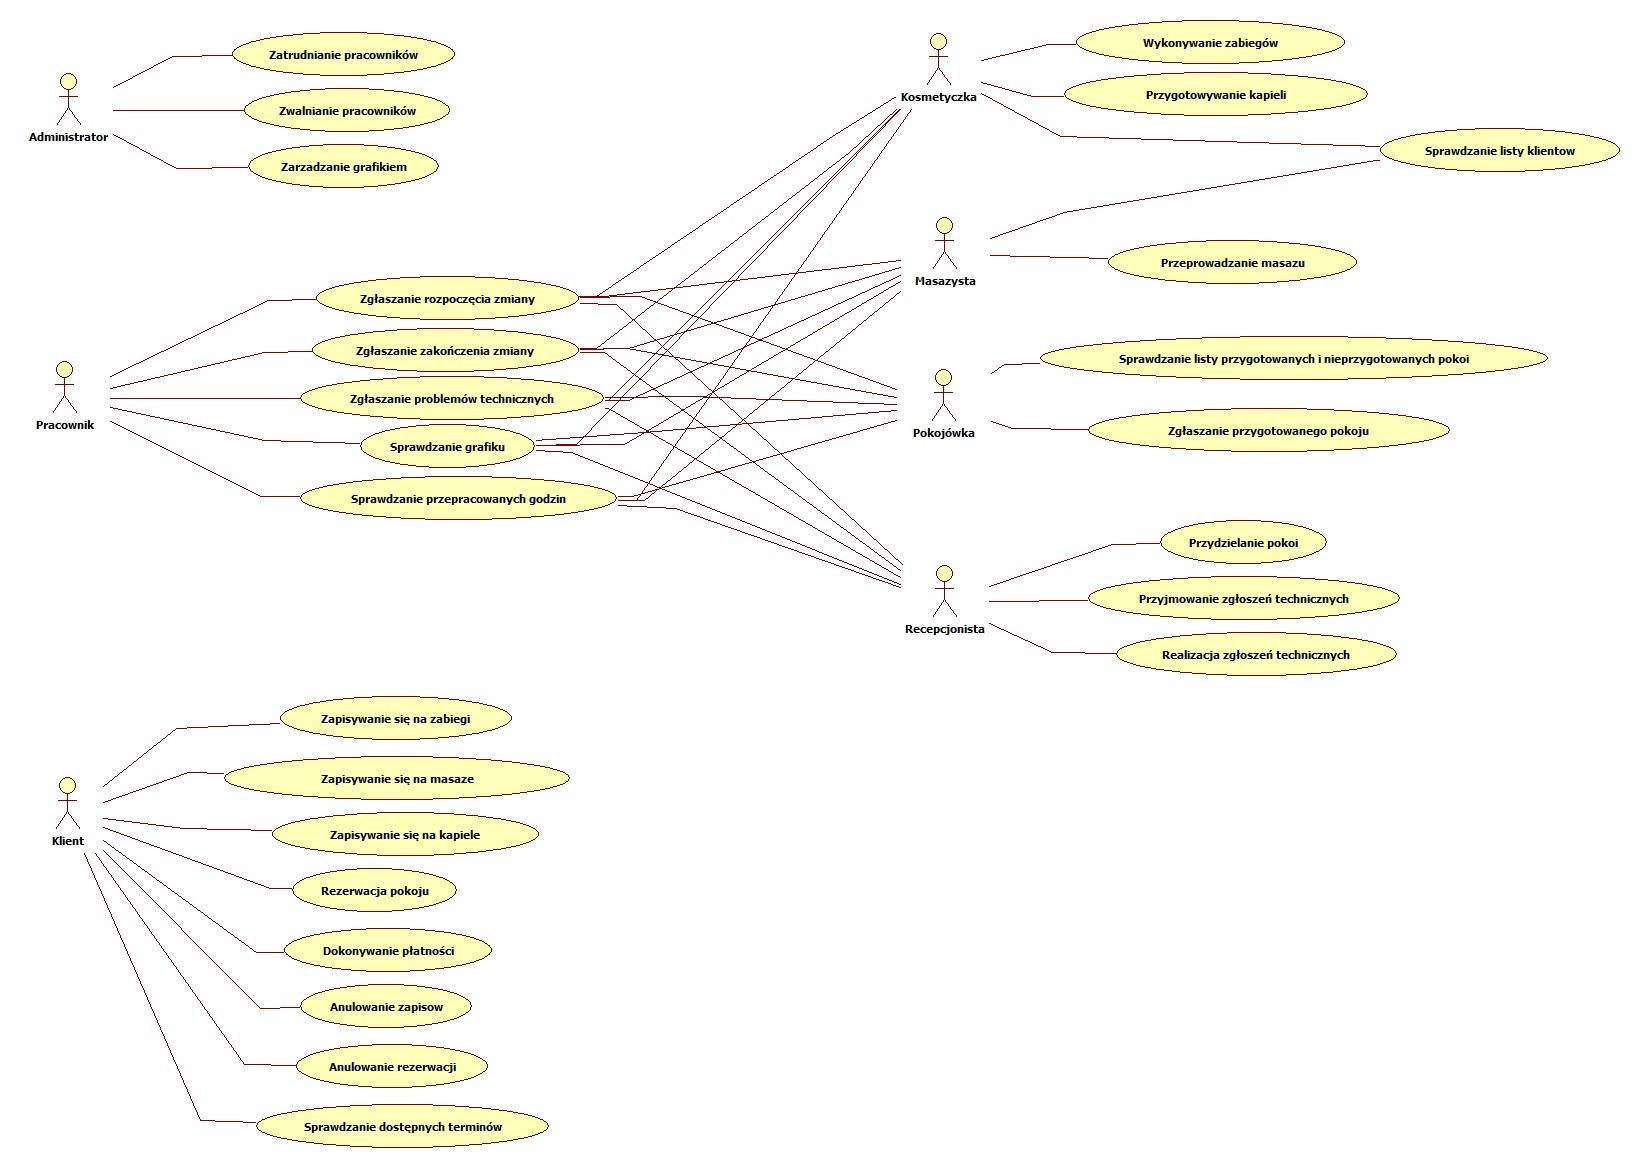 Zatrudnianie pracowników
Zwalnianie pracowników
Administrator
Zarzadzanie grafikiem
Wykonywanie zabiegów
Kosmetyczka
Przygotowywanie kapieli
Sprawdzanie listy klientow
Masazysta
Przeprowadzanie masazu
Zgłaszanie rozpoczęcia zmiany
Zgłaszanie zakończenia zmiany
Zgłaszanie problemów technicznych
Pracownik
Sprawdzanie grafiku
Sprawdzanie przepracowanych godzin
Sprawdzanie listy przygotowanych i nieprzygotowanych pokoi
Pokojówka
Zgłaszanie przygotowanego pokoju
Przydzielanie pokoi
Przyjmowanie zgłoszeń technicznych
Recepcjonista
Realizacja zgłoszeń technicznych
Zapisywanie się na zabiegi
Zapisywanie się na masaze
Zapisywanie się na kapiele
Klient
Rezerwacja pokoju
Dokonywanie płatności
Anulowanie zapisow
Anulowanie rezerwacji
Sprawdzanie dostępnych terminów